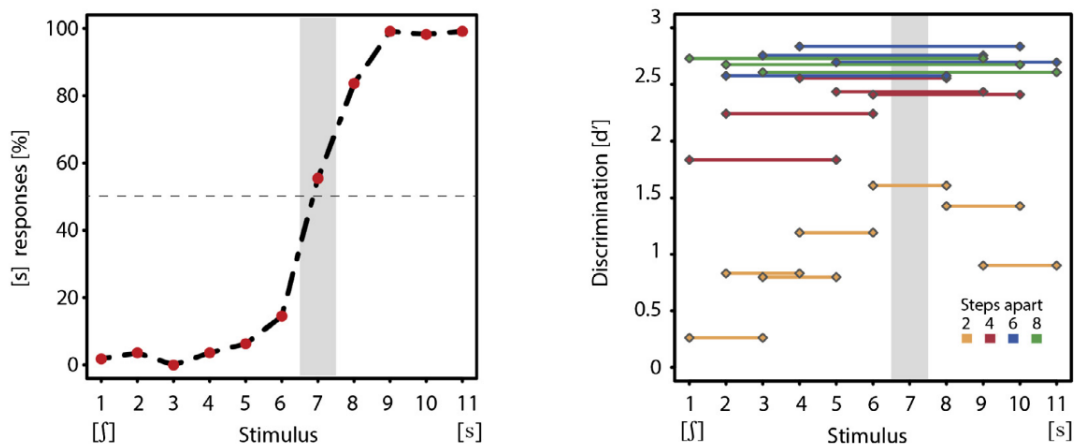 100%
80
60
40
20
0
[s] responses [%]
1 2 3 4 5 6 7 8 9 10 11
[ʃ] Stimulus [s]
3
2.5
2
1.5
1
0.5
0
Discrimination [d′]
Steps apart
2 4 6 8
1 2 3 4 5 6 7 8 9 10 11
[ʃ] Stimulus [s]